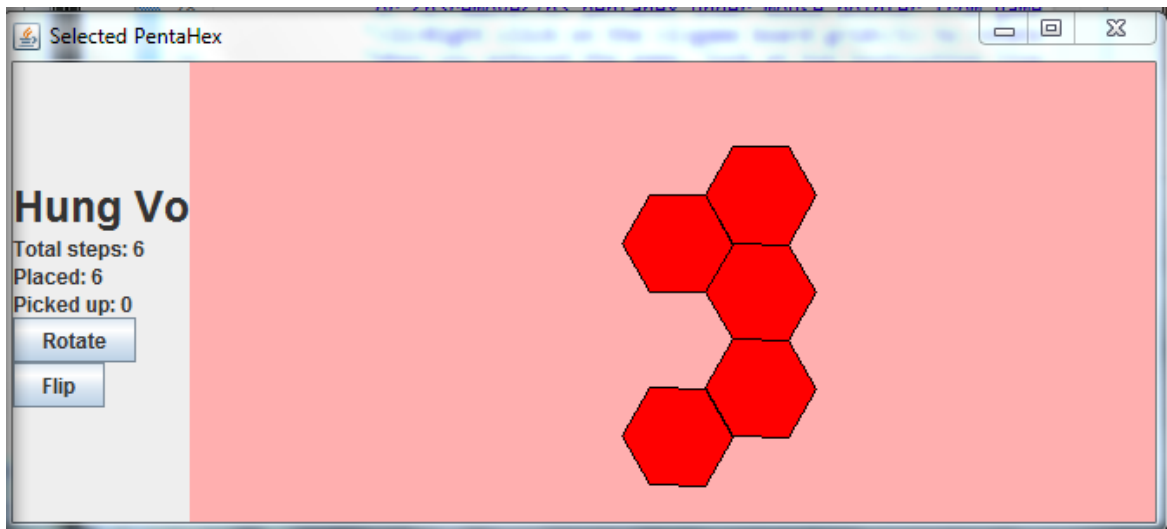 Selected PentaHex
Hung Vo
Total steps: 6
Placed: 6
Picked up: 0
Rotate
Flip